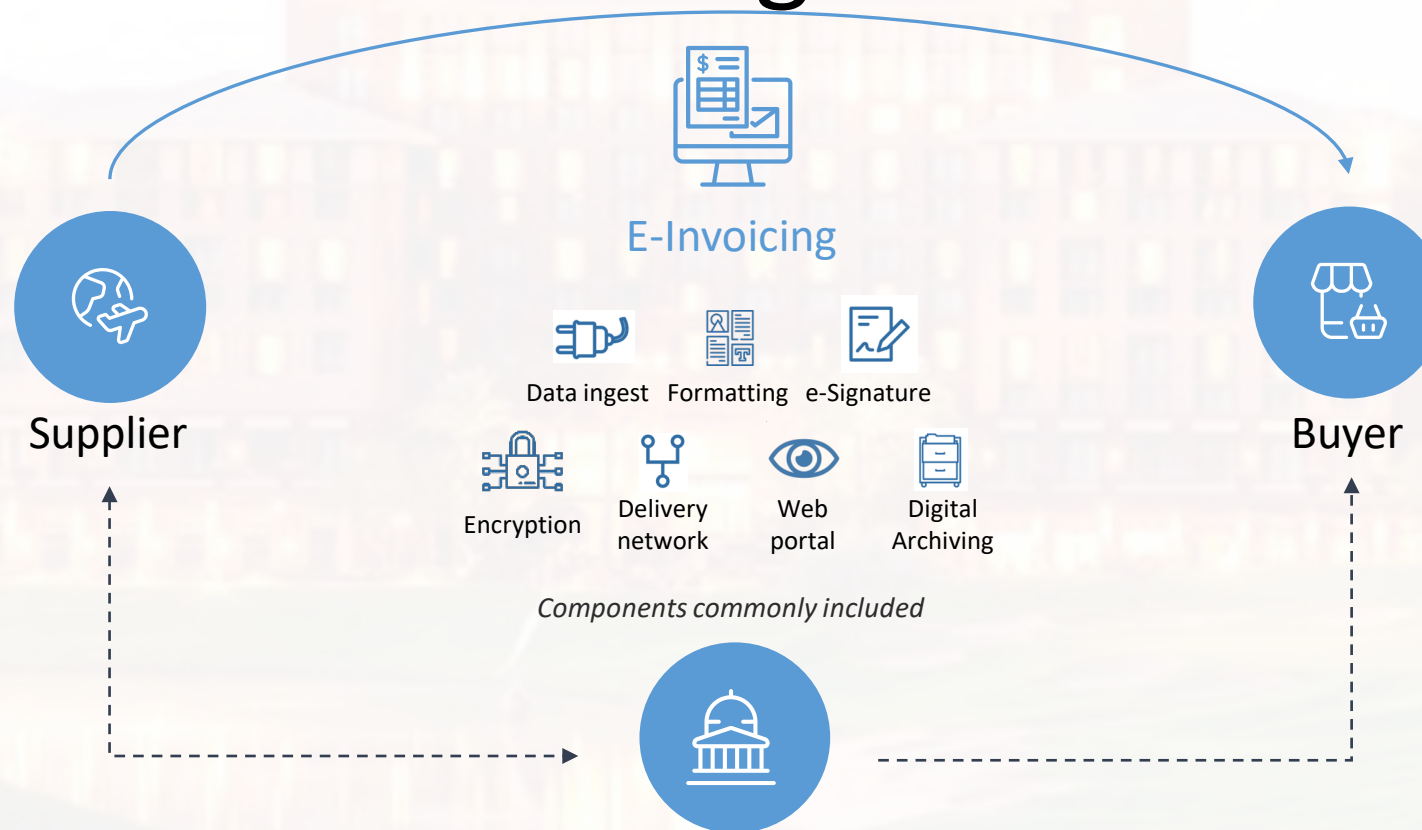 E-Invoicing
Data ingest Formatting e-Signature
Supplier
Buyer
Encryption
Delivery
network
Web
portal
Digital
Archiving
Components commonly included